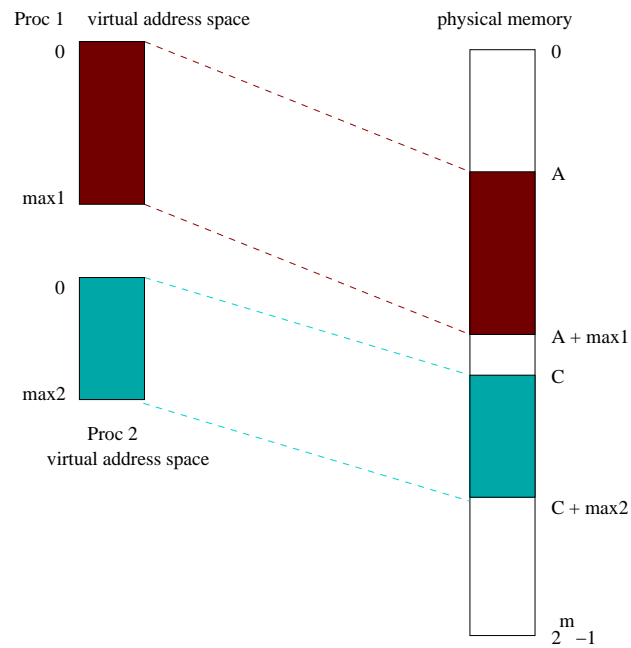 Proc 1 virtual address space
physical memory
0
0
A
max1
0
A + max1
C
max2
Proc 2
virtual address space
C + max2
m
2 −1